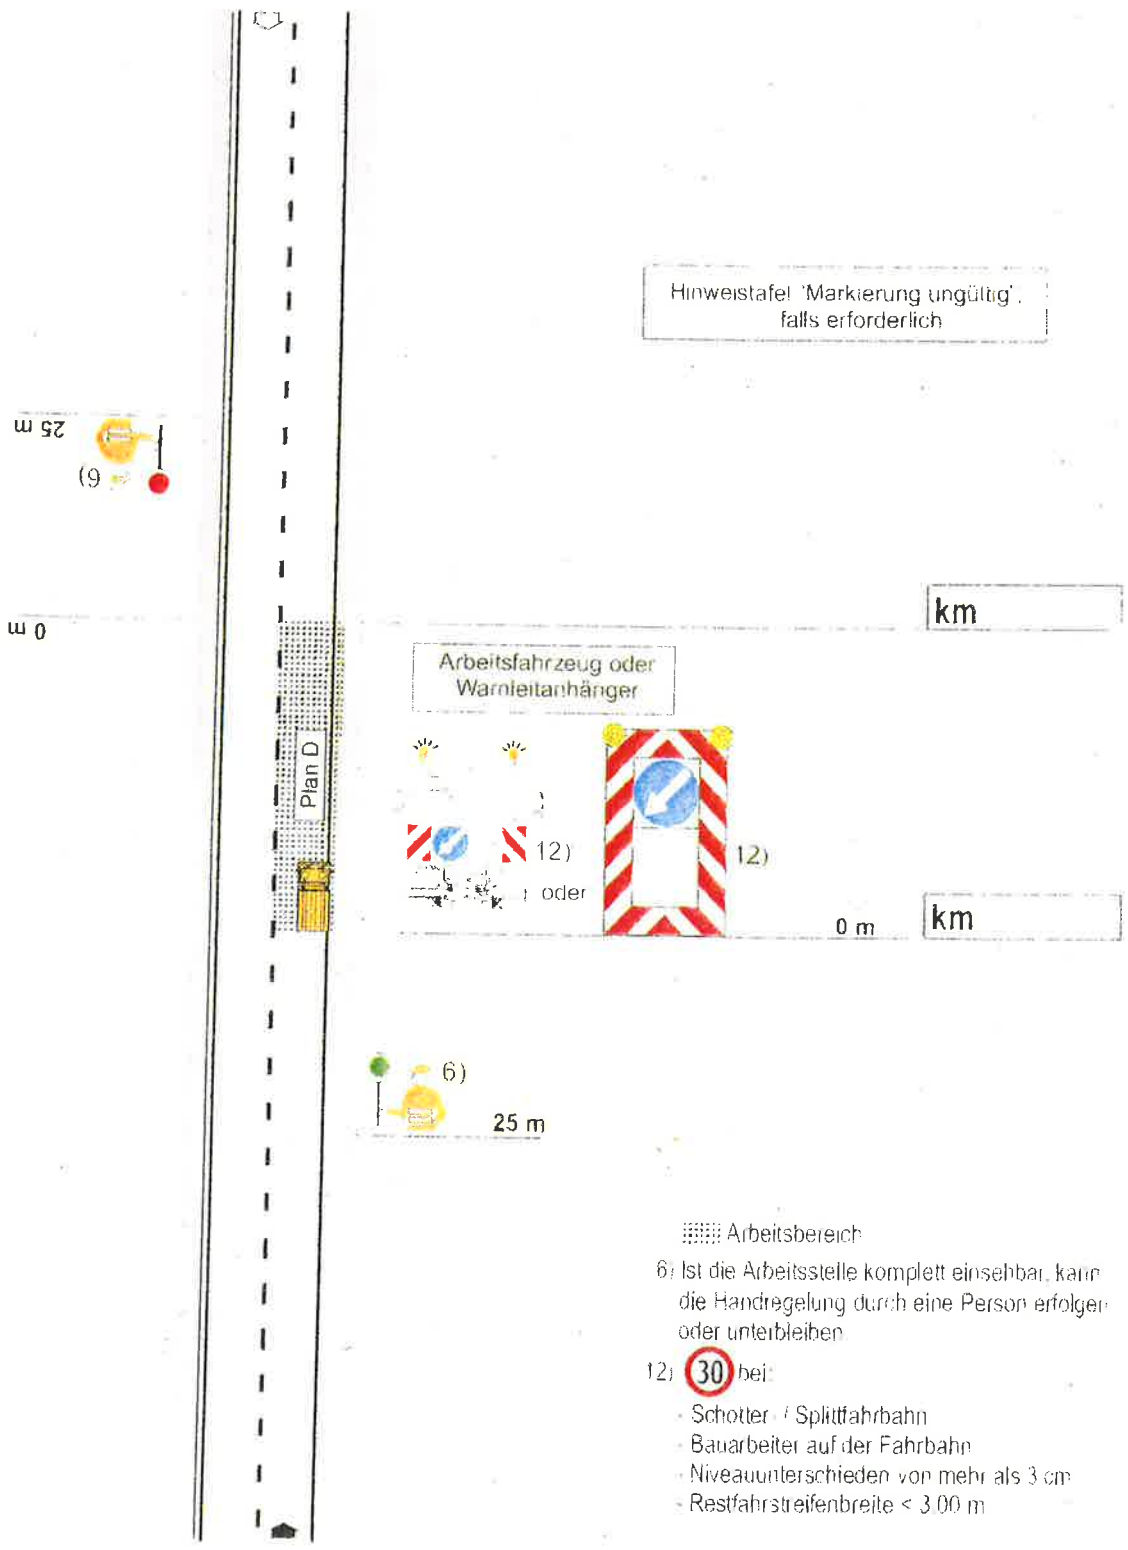 Hinweistafel 'Markierung ungültig',
falls erforderlich
25 m
6)
km
0 m
Arbeitsfahrzeug oder
Warnleitanhänger
Plan D
12)
oder
12)
0 m
km
6)
25 m
Arbeitsbereich
6) Ist die Arbeitsstelle komplett einsehbar, kann
die Handregelung durch eine Person erfolgen
oder unterbleiben
12) 30 bei:
- Schotter- / Splittfahrbahn
- Bauarbeiter auf der Fahrbahn
- Niveauunterschieden von mehr als 3 cm
- Restfahrstreifenbreite < 3,00 m